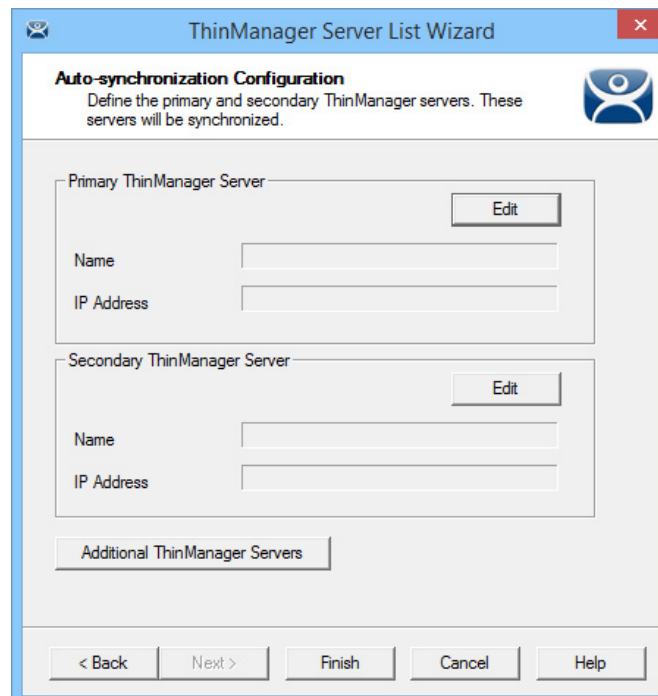 ThinManager Server List Wizard
Auto-synchronization Configuration
Define the primary and secondary ThinManager servers. These
servers will be synchronized.
Primary ThinManager Server
Edit
Name
IP Address
Secondary ThinManager Server
Edit
Name
IP Address
Additional ThinManager Servers
< Back Next > Finish Cancel Help